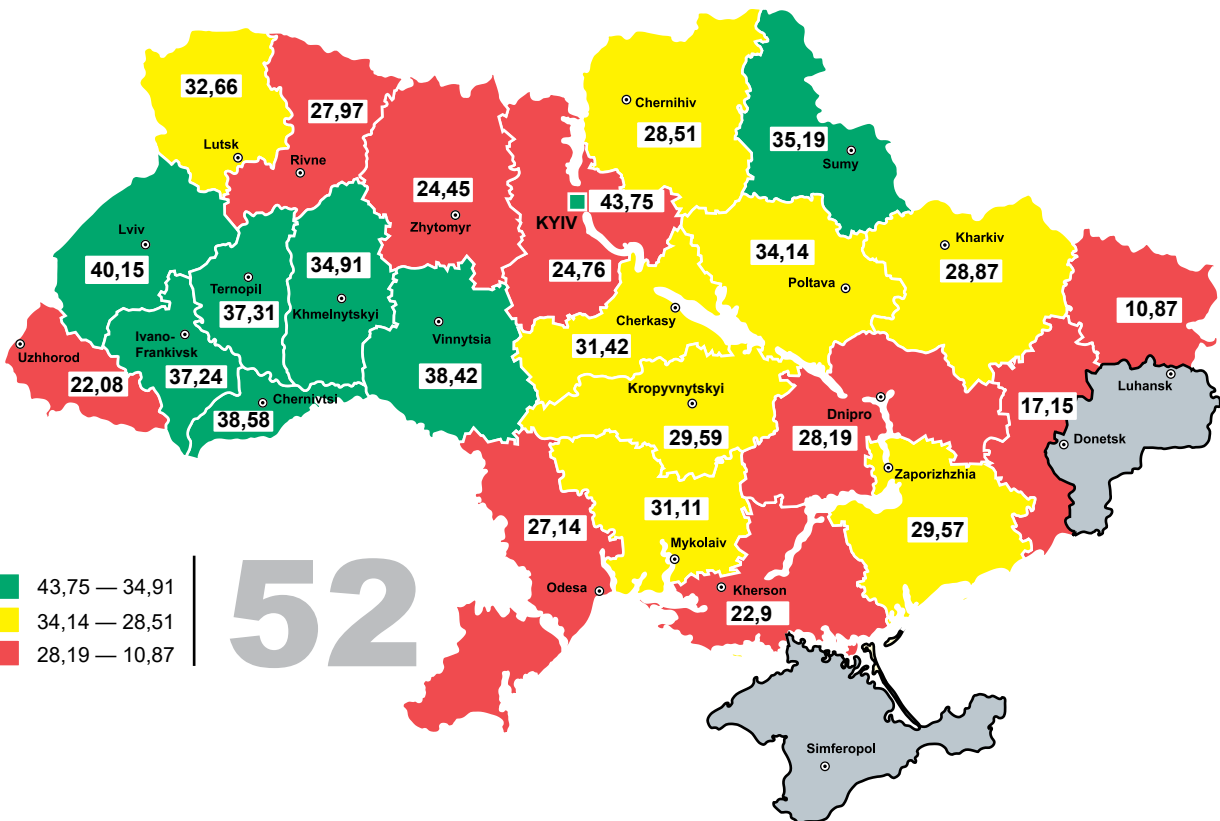 32,66
Lutsk
27,97
Rivne
24,45
Zhytomyr
KYIV
43,75
24,76
Chernihiv
28,51
35,19
Sumy
Lviv
40,15
Ternopil
37,31
34,91
Khmelnytskyi
Vinnytsia
38,42
Cherkasy
31,42
34,14
Poltava
Kharkiv
28,87
10,87
Luhansk
Uzhhorod
22,08
Ivano-
Frankivsk
37,24
Chernivtsi
38,58
Kropyvnytskyi
29,59
Dnipro
28,19
17,15
Donetsk
Zaporizhzhia
29,57
27,14
Odesa
31,11
Mykolaiv
Kherson
22,9
Simferopol
43,75 — 34,91
34,14 — 28,51
28,19 — 10,87
52